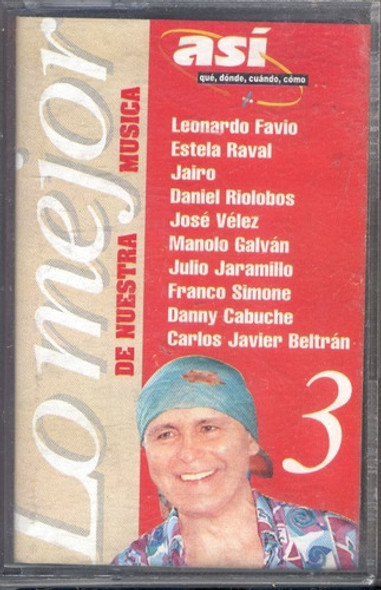 Lo mejor
DE NUESTRA MUSICA
así
qué, dónde, cuándo, cómo
Leonardo Favio
Estela Raval
Jairo
Daniel Riolobos
José Vélez
Manolo Galván
Julio Jaramillo
Franco Simone
Danny Cabuche
Carlos Javier Beltrán
3